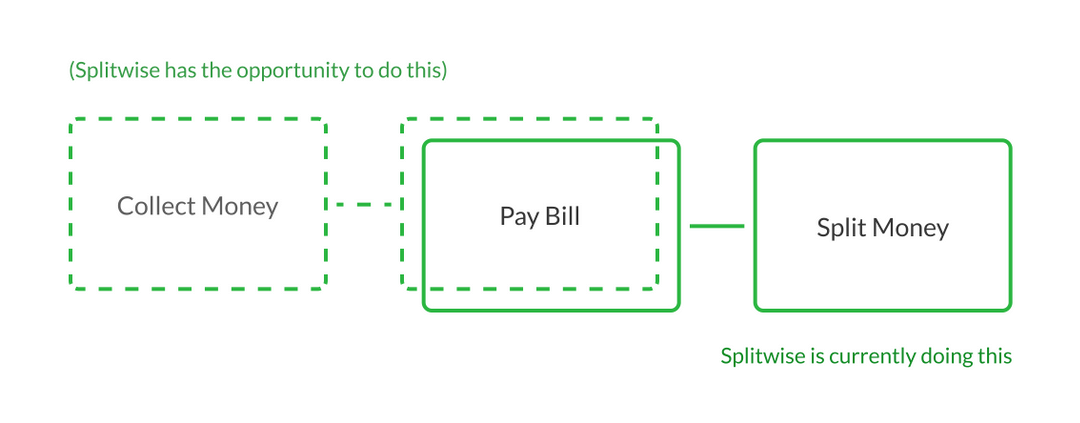 (Splitwise has the opportunity to do this)
Collect Money
Pay Bill
Split Money
Splitwise is currently doing this